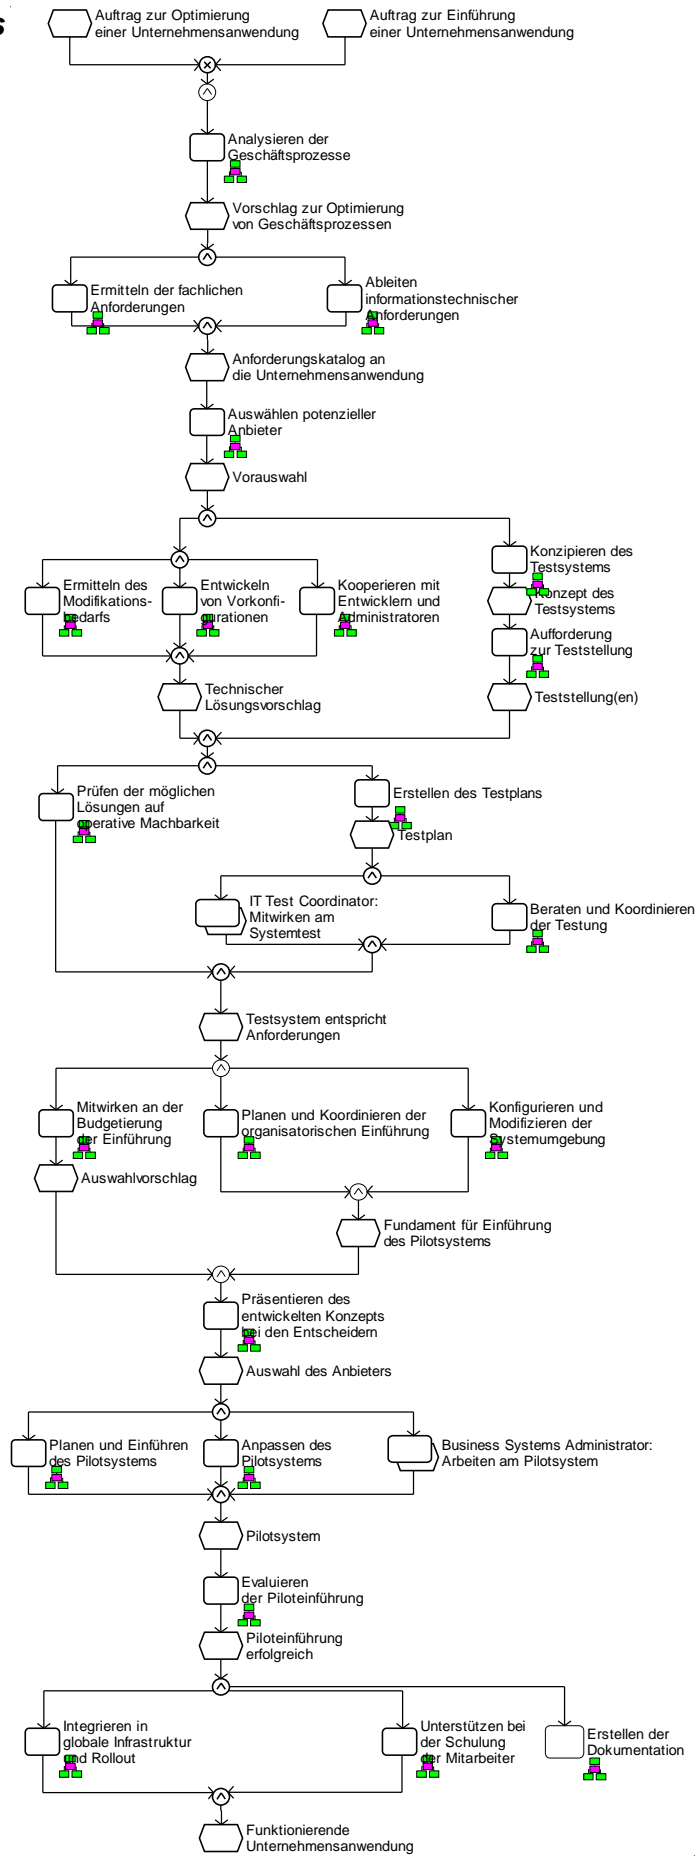 s
Auftrag zur Optimierung
einer Unternehmensanwendung
Auftrag zur Einführung
einer Unternehmensanwendung
Analysieren der
Geschäftsprozesse
Vorschlag zur Optimierung
von Geschäftsprozessen
Ermitteln der fachlichen
Anforderungen
Ableiten
informationstechnischer
Anforderungen
Anforderungskatalog an
die Unternehmensanwendung
Auswählen potenzieller
Anbieter
Vorauswahl
Ermitteln des
Modifikations-
bedarfs
Entwickeln
von Vorkonfi-
gurationen
Kooperieren mit
Entwicklern und
Administratoren
Konzipieren des
Testsystems
Konzept des
Testsystems
Aufforderung
zur Teststellung
Technischer
Lösungsvorschlag
Teststellung(en)
Prüfen der möglichen
Lösungen auf
operative Machbarkeit
Erstellen des Testplans
Testplan
IT Test Coordinator:
Mitwirken am
Systemtest
Beraten und Koordinieren
der Testung
Testsystem entspricht
Anforderungen
Mitwirken an der
Budgetierung
der Einführung
Planen und Koordinieren der
organisatorischen Einführung
Konfigurieren und
Modifizieren der
Systemumgebung
Auswahlvorschlag
Fundament für Einführung
des Pilotsystems
Präsentieren des
entwickelten Konzepts
bei den Entscheidern
Auswahl des Anbieters
Planen und Einführen
des Pilotsystems
Anpassen des
Pilotsystems
Business Systems Administrator:
Arbeiten am Pilotsystem
Pilotsystem
Evaluieren
der Piloteinführung
Piloteinführung
erfolgreich
Integrieren in
globale Infrastruktur
und Rollout
Unterstützen bei
der Schulung
der Mitarbeiter
Erstellen der
Dokumentation
Funktionierende
Unternehmensanwendung